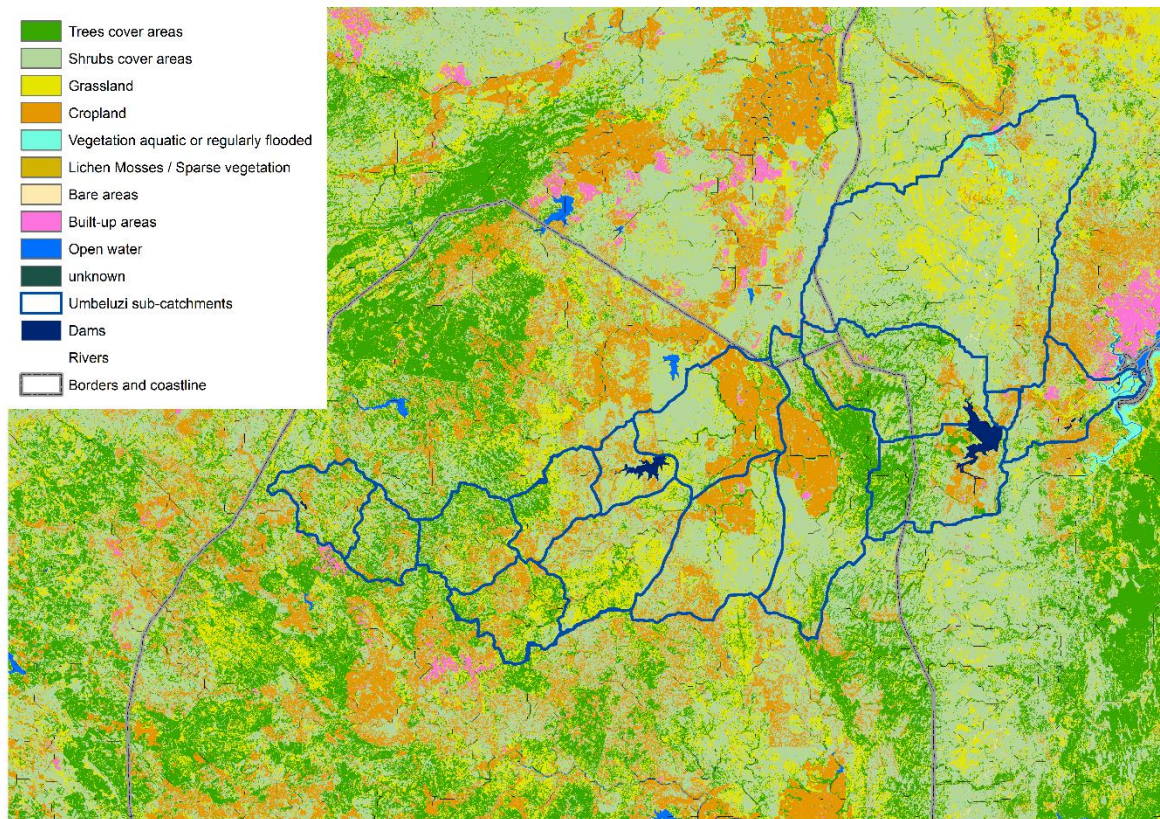 Trees cover areas
Shrubs cover areas
Grassland
Cropland
Vegetation aquatic or regularly flooded
Lichen Mosses / Sparse vegetation
Bare areas
Built-up areas
Open water
unknown
Umbeluzi sub-catchments
Dams
Rivers
Borders and coastline